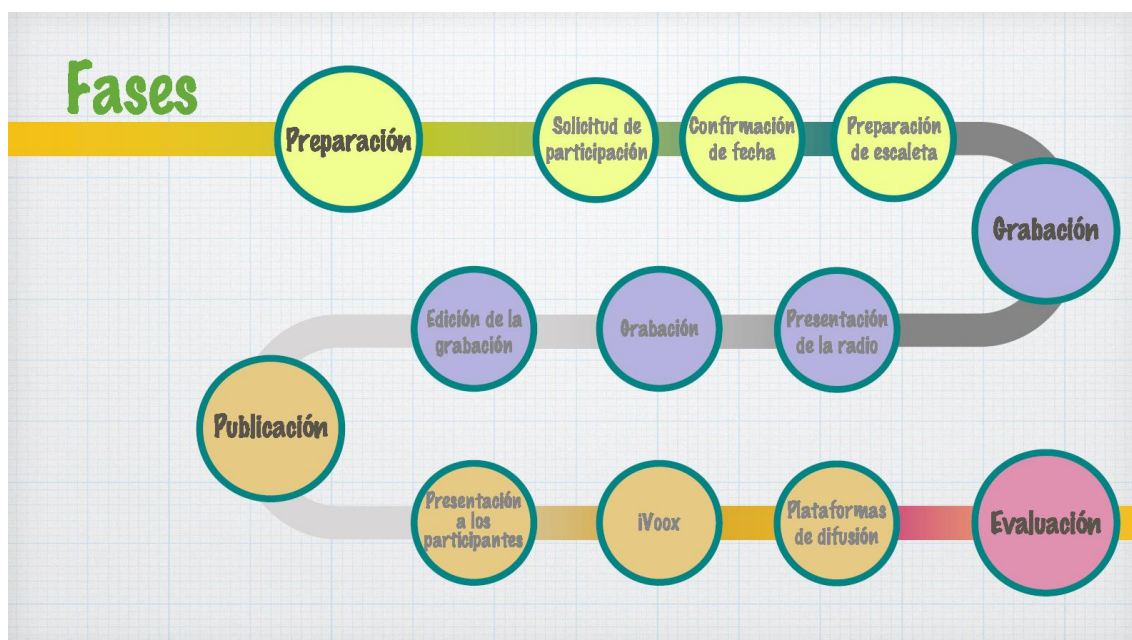 Fases
Preparación
Solicitud de
participación
Confirmación
de fecha
Preparación
de escaleta
Grabación
Presentación
de la radio
Grabación
Edición de la
grabación
Publicación
Presentación
a los
participantes
iVoox
Plataformas
de difusión
Evaluación